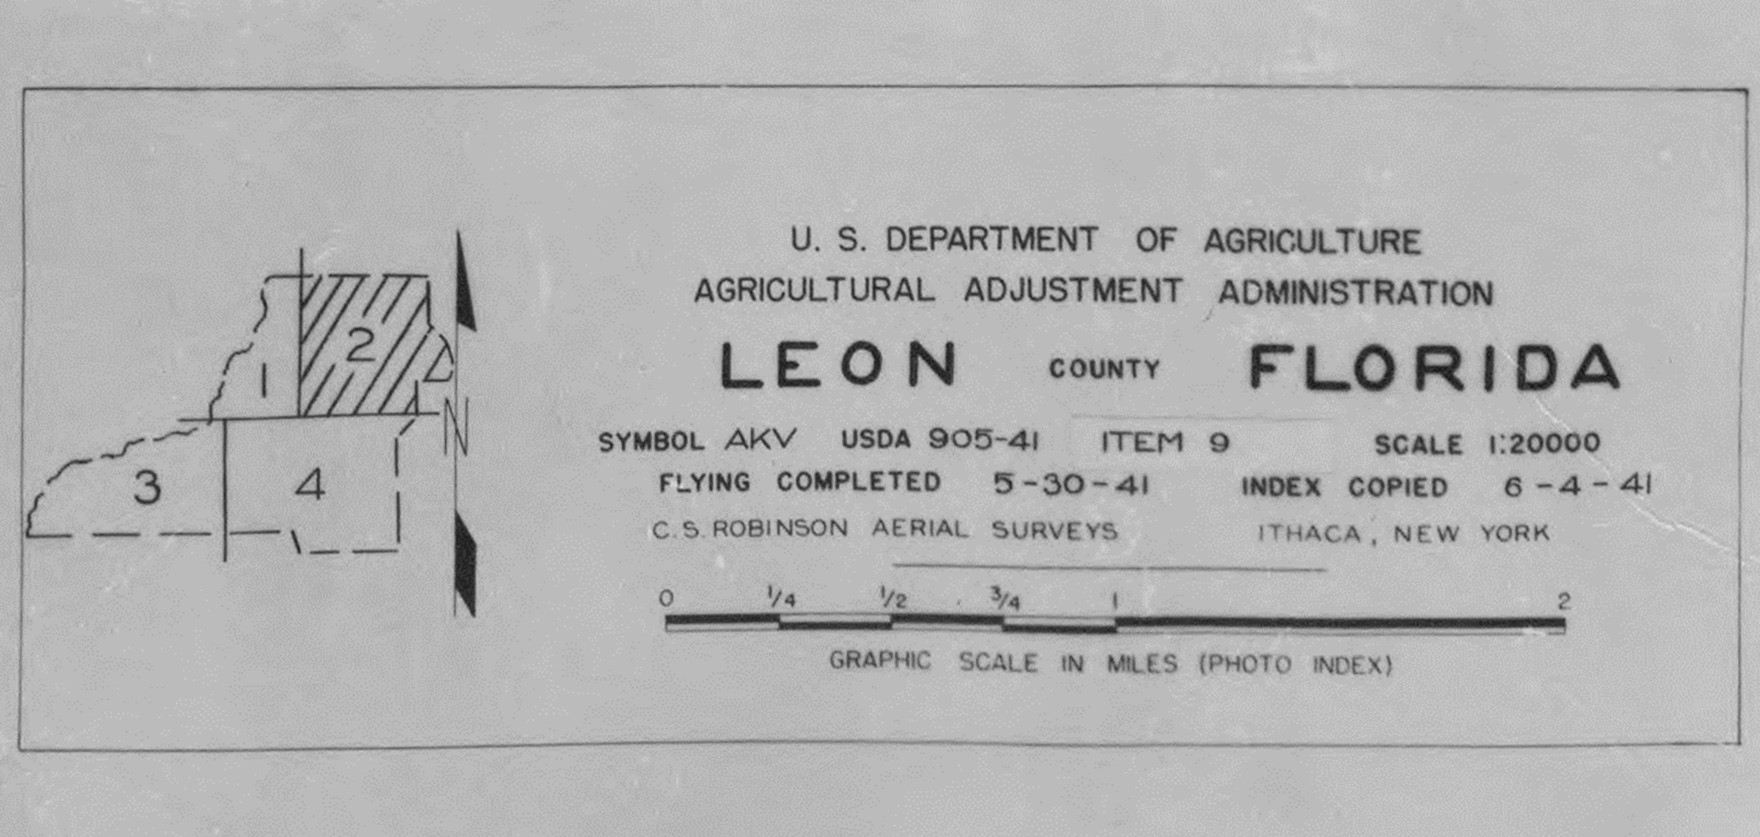 U. S. DEPARTMENT OF AGRICULTURE
AGRICULTURAL ADJUSTMENT ADMINISTRATION
LEON COUNTY FLORIDA
SYMBOL AKV USDA 905-41 ITEM 9 SCALE 1:20000
FLYING COMPLETED 5-30-41 INDEX COPIED 6-4-41
C.S. ROBINSON AERIAL SURVEYS ITHACA, NEW YORK
0 1/4 1/2 3/4 1 2
GRAPHIC SCALE IN MILES (PHOTO INDEX)
2
1
N
3 4